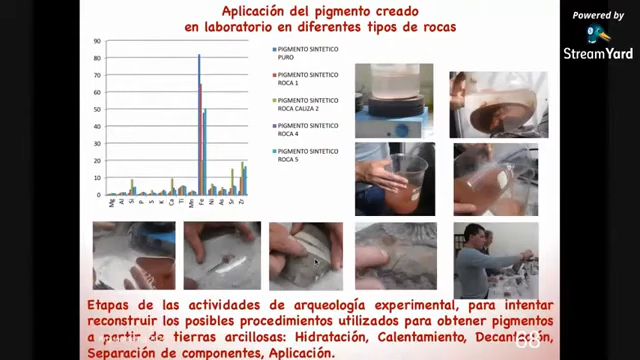 Aplicación del pigmento creado
en laboratorio en diferentes tipos de rocas
Powered by
StreamYard
90
80
70
60
50
40
30
20
10
0
Mg Al Si P S K Ca Ti Mn Fe Ni As Sr Zr
PIGMENTO SINTETICO
PURO
PIGMENTO SINTETICO
ROCA 1
PIGMENTO SINTETICO
ROCA CALIZA 2
PIGMENTO SINTETICO
ROCA 4
PIGMENTO SINTETICO
ROCA 5
Etapas de las actividades de arqueología experimental, para intentar
reconstruir los posibles procedimientos utilizados para obtener pigmentos
a partir de tierras arcillosas: Hidratación, Calentamiento, Decantación,
Separación de componentes, Aplicación.
68